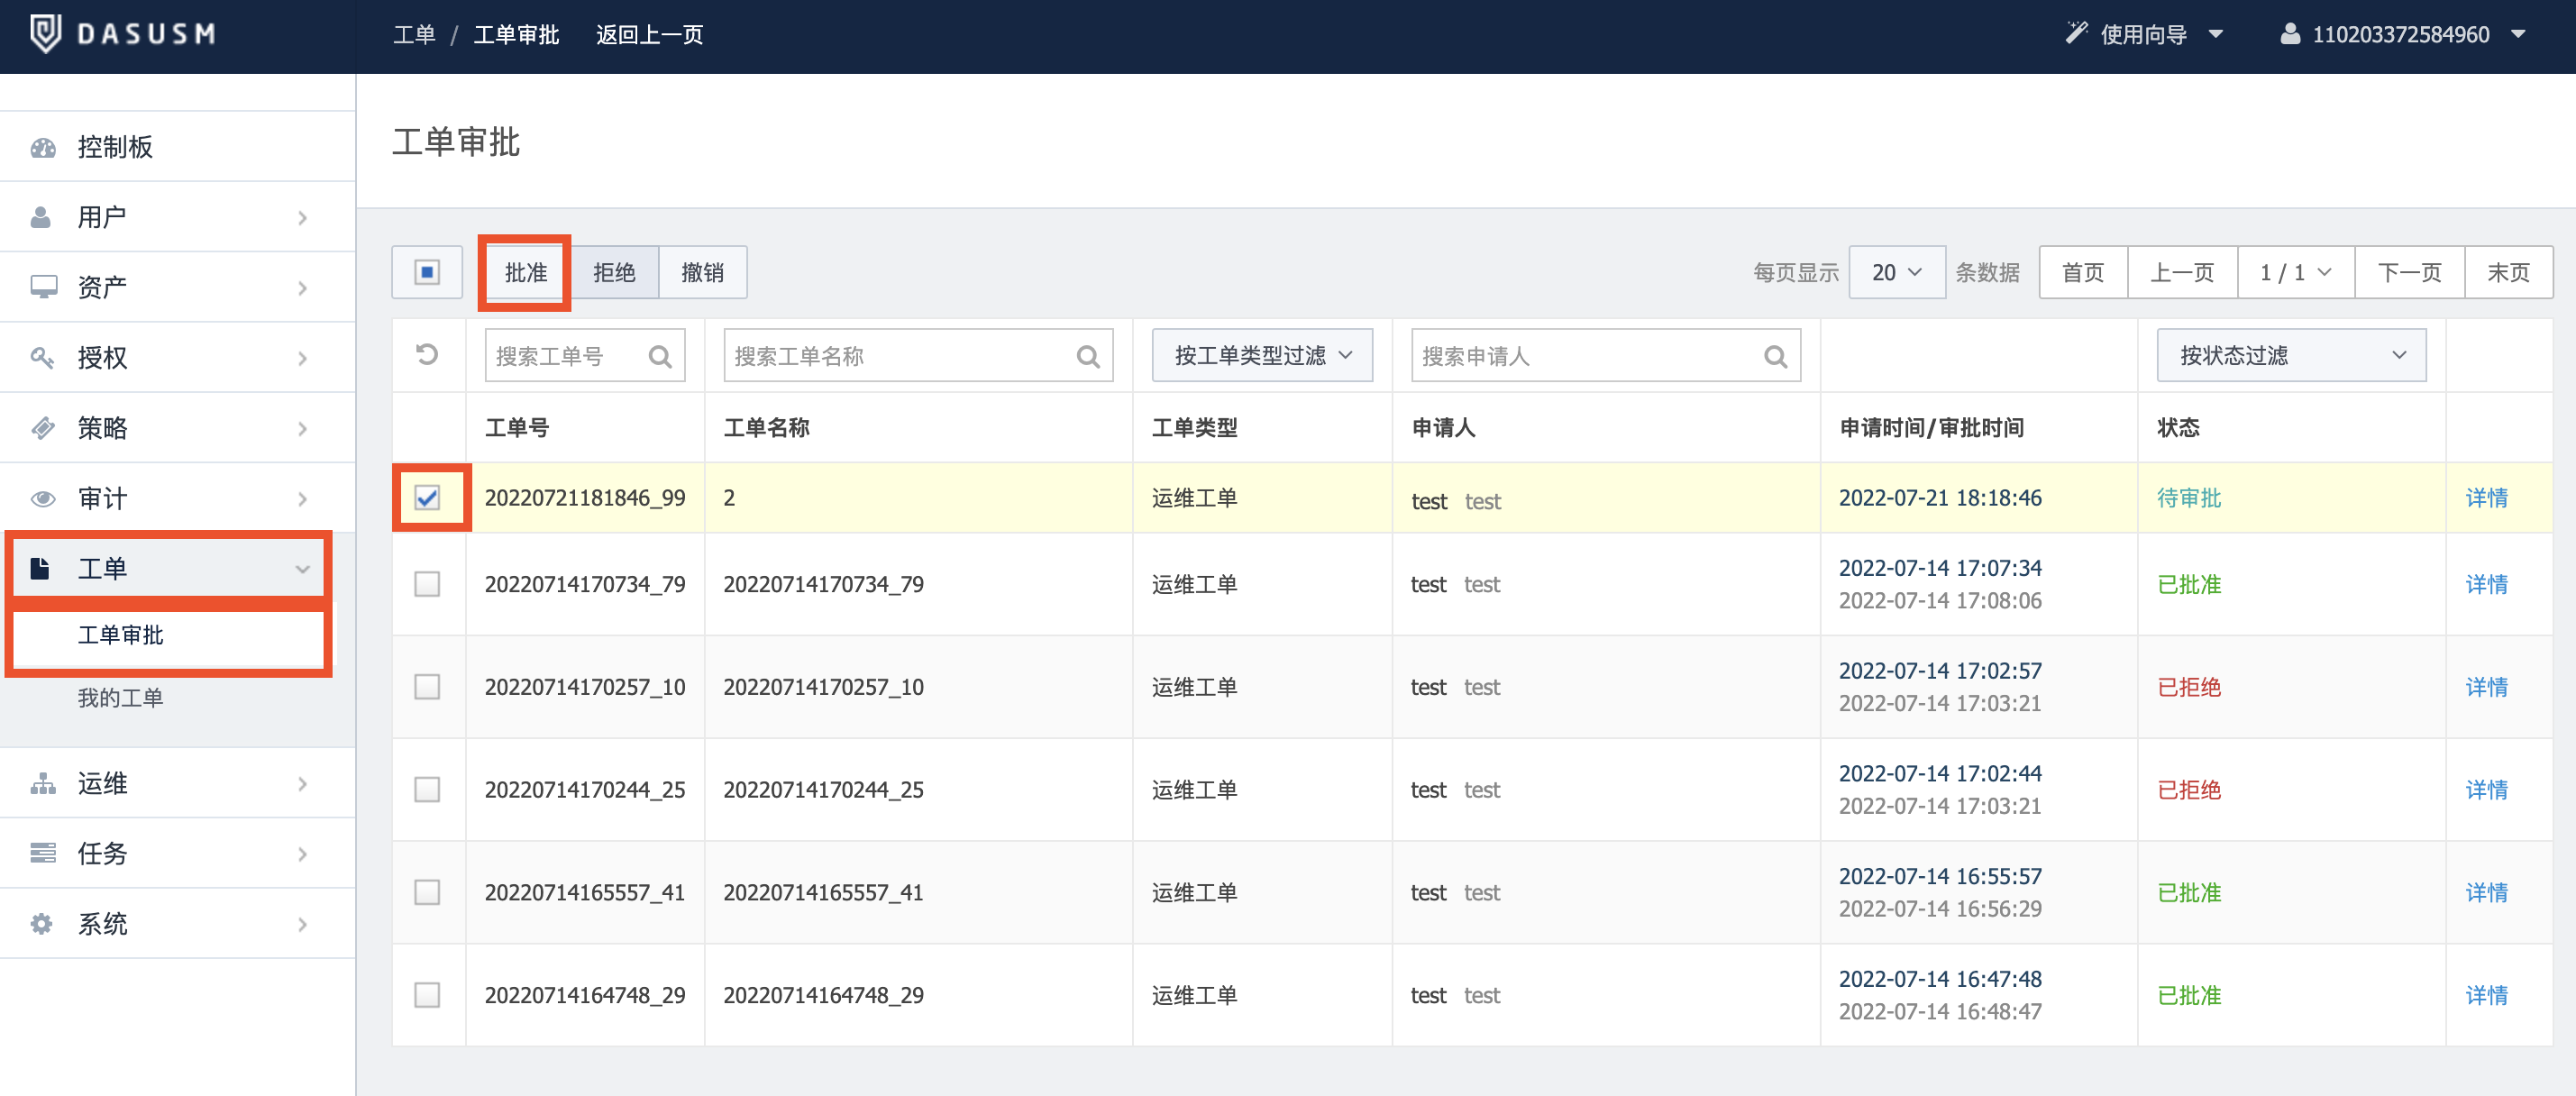 DASUSM
工单 / 工单审批 返回上一页
使用向导
110203372584960
控制板
用户
资产
授权
策略
审计
工单
工单审批
我的工单
运维
任务
系统
工单审批
批准 拒绝 撤销
每页显示 20 条数据 首页 上一页 1 / 1 下一页 末页
搜索工单号 搜索工单名称 按工单类型过滤 搜索申请人 按状态过滤
工单号 工单名称 工单类型 申请人 申请时间/审批时间 状态
20220721181846_99 2 运维工单 test test 2022-07-21 18:18:46 待审批 详情
20220714170734_79 20220714170734_79 运维工单 test test 2022-07-14 17:07:34 已批准 详情
2022-07-14 17:08:06
20220714170257_10 20220714170257_10 运维工单 test test 2022-07-14 17:02:57 已拒绝 详情
2022-07-14 17:03:21
20220714170244_25 20220714170244_25 运维工单 test test 2022-07-14 17:02:44 已拒绝 详情
2022-07-14 17:03:21
20220714165557_41 20220714165557_41 运维工单 test test 2022-07-14 16:55:57 已批准 详情
2022-07-14 16:56:29
20220714164748_29 20220714164748_29 运维工单 test test 2022-07-14 16:47:48 已批准 详情
2022-07-14 16:48:47